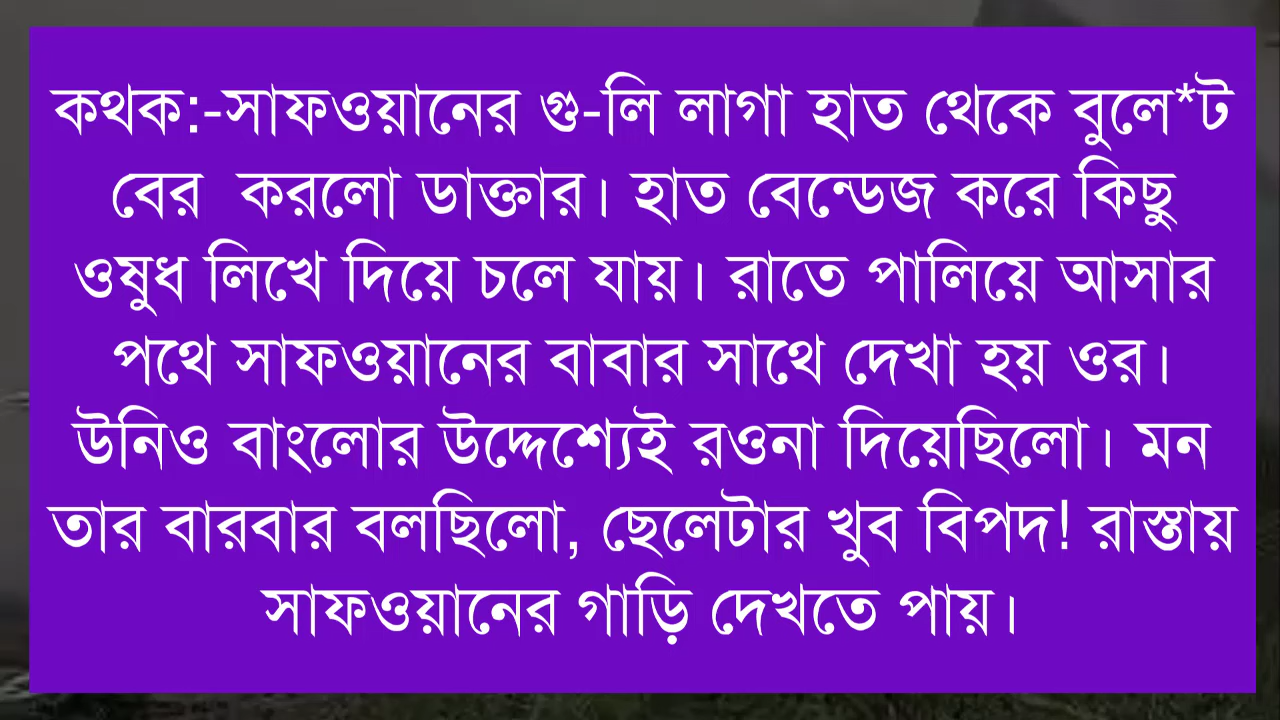 কথক:-সাফওয়ানের গু-লি লাগা হাত থেকে বুলে*ট
বের করলো ডাক্তার। হাত বেন্ডেজ করে কিছু
ওষুধ লিখে দিয়ে চলে যায়। রাতে পালিয়ে আসার
পথে সাফওয়ানের বাবার সাথে দেখা হয় ওর।
উনিও বাংলোর উদ্দেশ্যেই রওনা দিয়েছিলো। মন
তার বারবার বলছিলো, ছেলেটার খুব বিপদ! রাস্তায়
সাফওয়ানের গাড়ি দেখতে পায়।